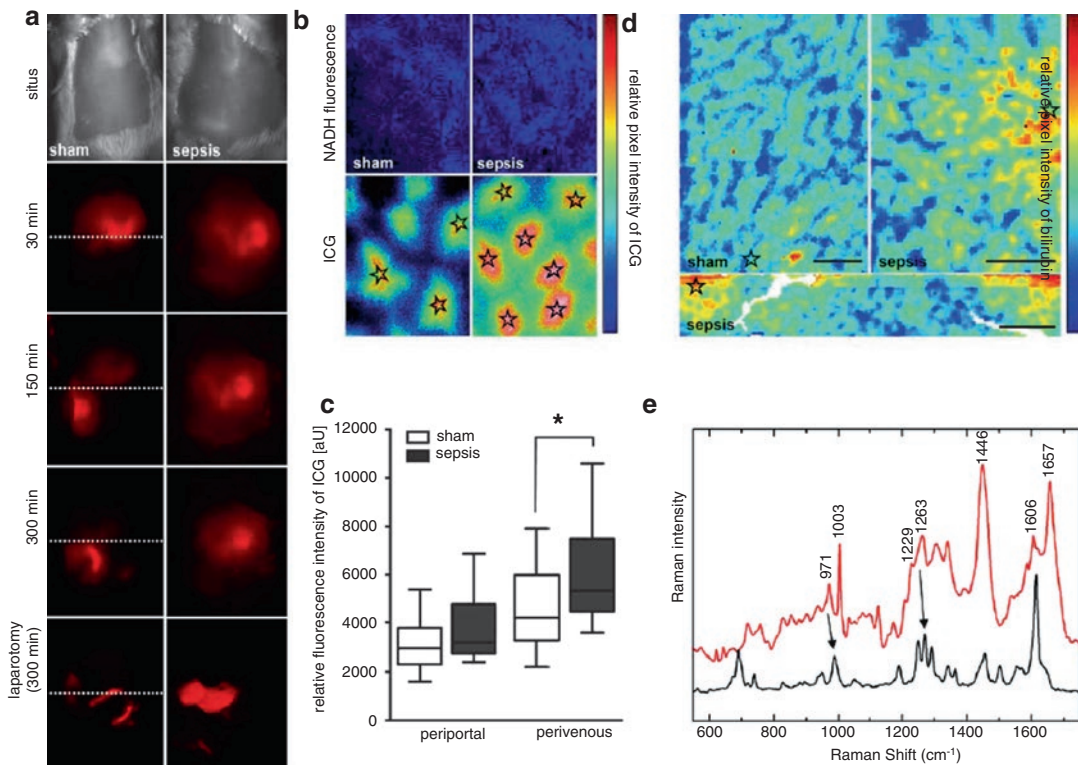 a
situs
sham
sepsis
30 min
150 min
300 min
laparotomy
(300 min)
b
NADH fluorescence
sham
sepsis
ICG
relative pixel intensity of ICG
c
relative fluorescence intensity of ICG [aU]
12000
10000
8000
6000
4000
2000
0
sham
sepsis
*
periportal
perivenous
d
sham
sepsis
sepsis
relative pixel intensity of bilirubin
e
Raman intensity
971
1003
1229
1263
1446
1606
1657
600 800 1000 1200 1400 1600
Raman Shift (cm⁻¹)